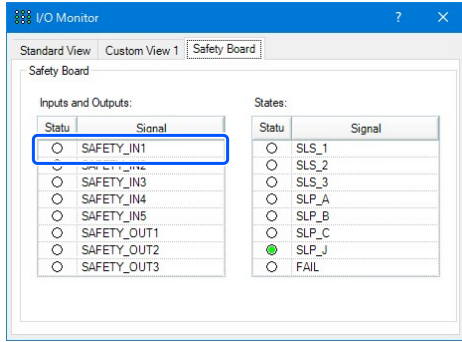 I/O Monitor ? ×
Standard View Custom View 1 Safety Board
Safety Board
Inputs and Outputs: States:
Statu Signal Statu Signal
SAFETY_IN1 SLS_1
SAFETY_IN2 SLS_2
SAFETY_IN3 SLS_3
SAFETY_IN4 SLP_A
SAFETY_IN5 SLP_B
SAFETY_OUT1 SLP_C
SAFETY_OUT2 SLP_J
SAFETY_OUT3 FAIL